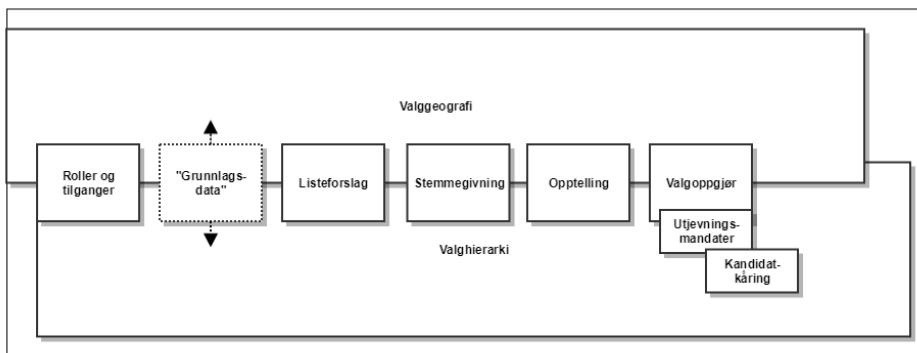 Valggeografi
Roller og
tilganger
"Grunnlags-
data"
Listeforslag
Stemmegivning
Opptelling
Valgoppgjør
Utjevnings-
mandater
Valghierarki
Kandidat-
kåring